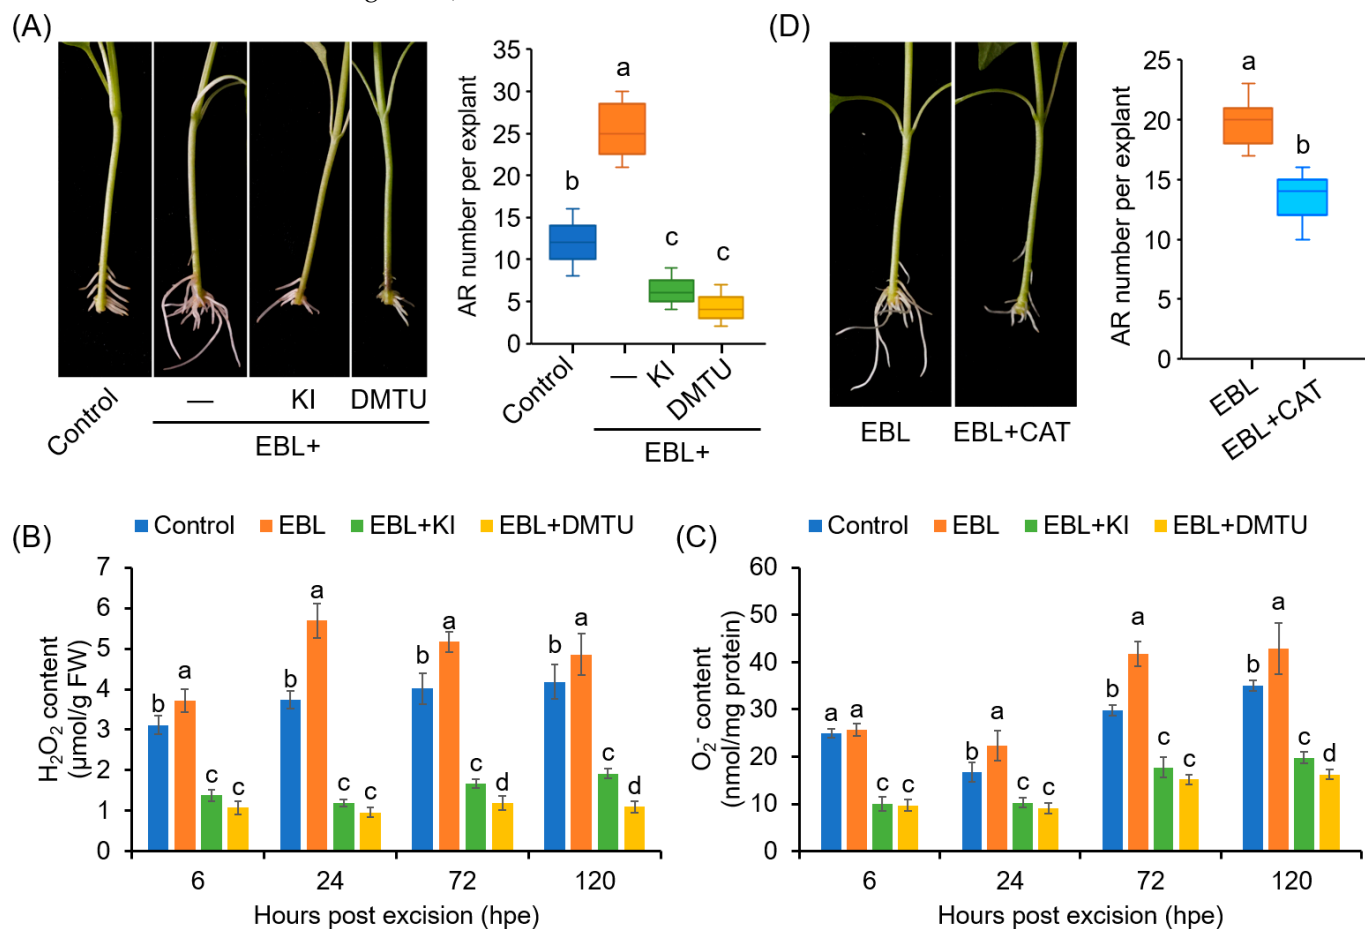 (A)
Control
—
KI
DMTU
EBL+
AR number per explant
35
30
25
20
15
10
5
0
b
a
c
c
Control
—
KI
DMTU
EBL+
(D)
EBL
EBL+CAT
AR number per explant
25
20
15
10
5
0
a
b
EBL
EBL+CAT
(B)
Control EBL EBL+KI EBL+DMTU
H₂O₂ content
(μmol/g FW)
7
6
5
4
3
2
1
0
b a c c
b a c c
b a c d
b a c d
6 24 72 120
Hours post excision (hpe)
(C)
Control EBL EBL+KI EBL+DMTU
O₂⁻ content
(nmol/mg protein)
60
50
40
30
20
10
0
a a c c
b a c c
b a c c
b a c d
6 24 72 120
Hours post excision (hpe)